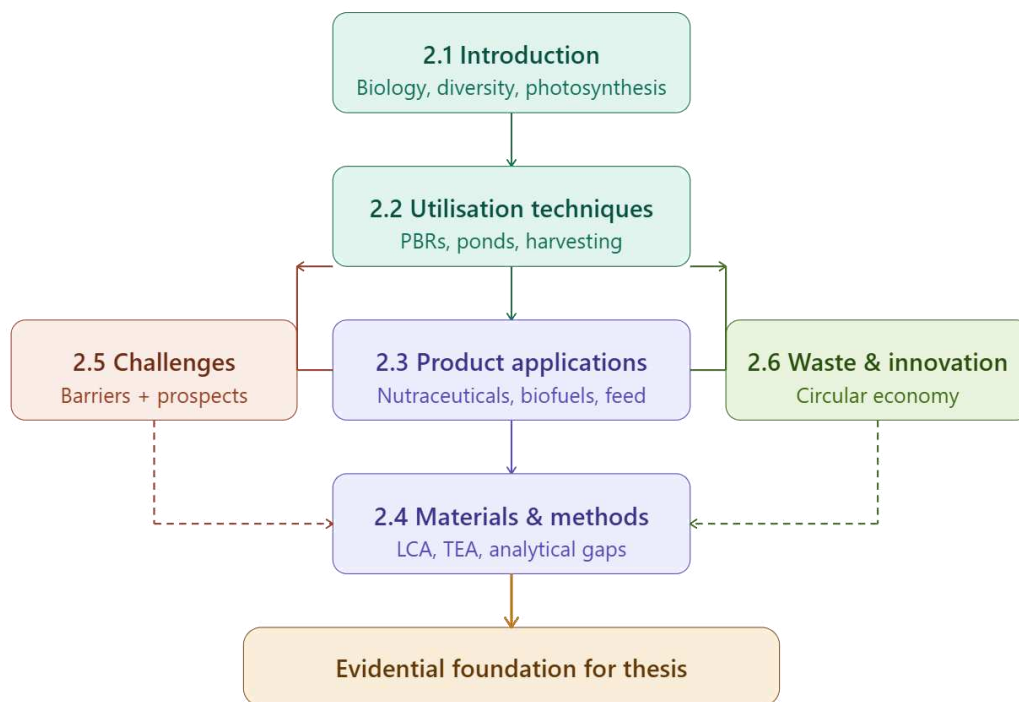 2.1 Introduction
Biology, diversity, photosynthesis
2.2 Utilisation techniques
PBRs, ponds, harvesting
2.5 Challenges
Barriers + prospects
2.3 Product applications
Nutraceuticals, biofuels, feed
2.6 Waste & innovation
Circular economy
2.4 Materials & methods
LCA, TEA, analytical gaps
Evidential foundation for thesis